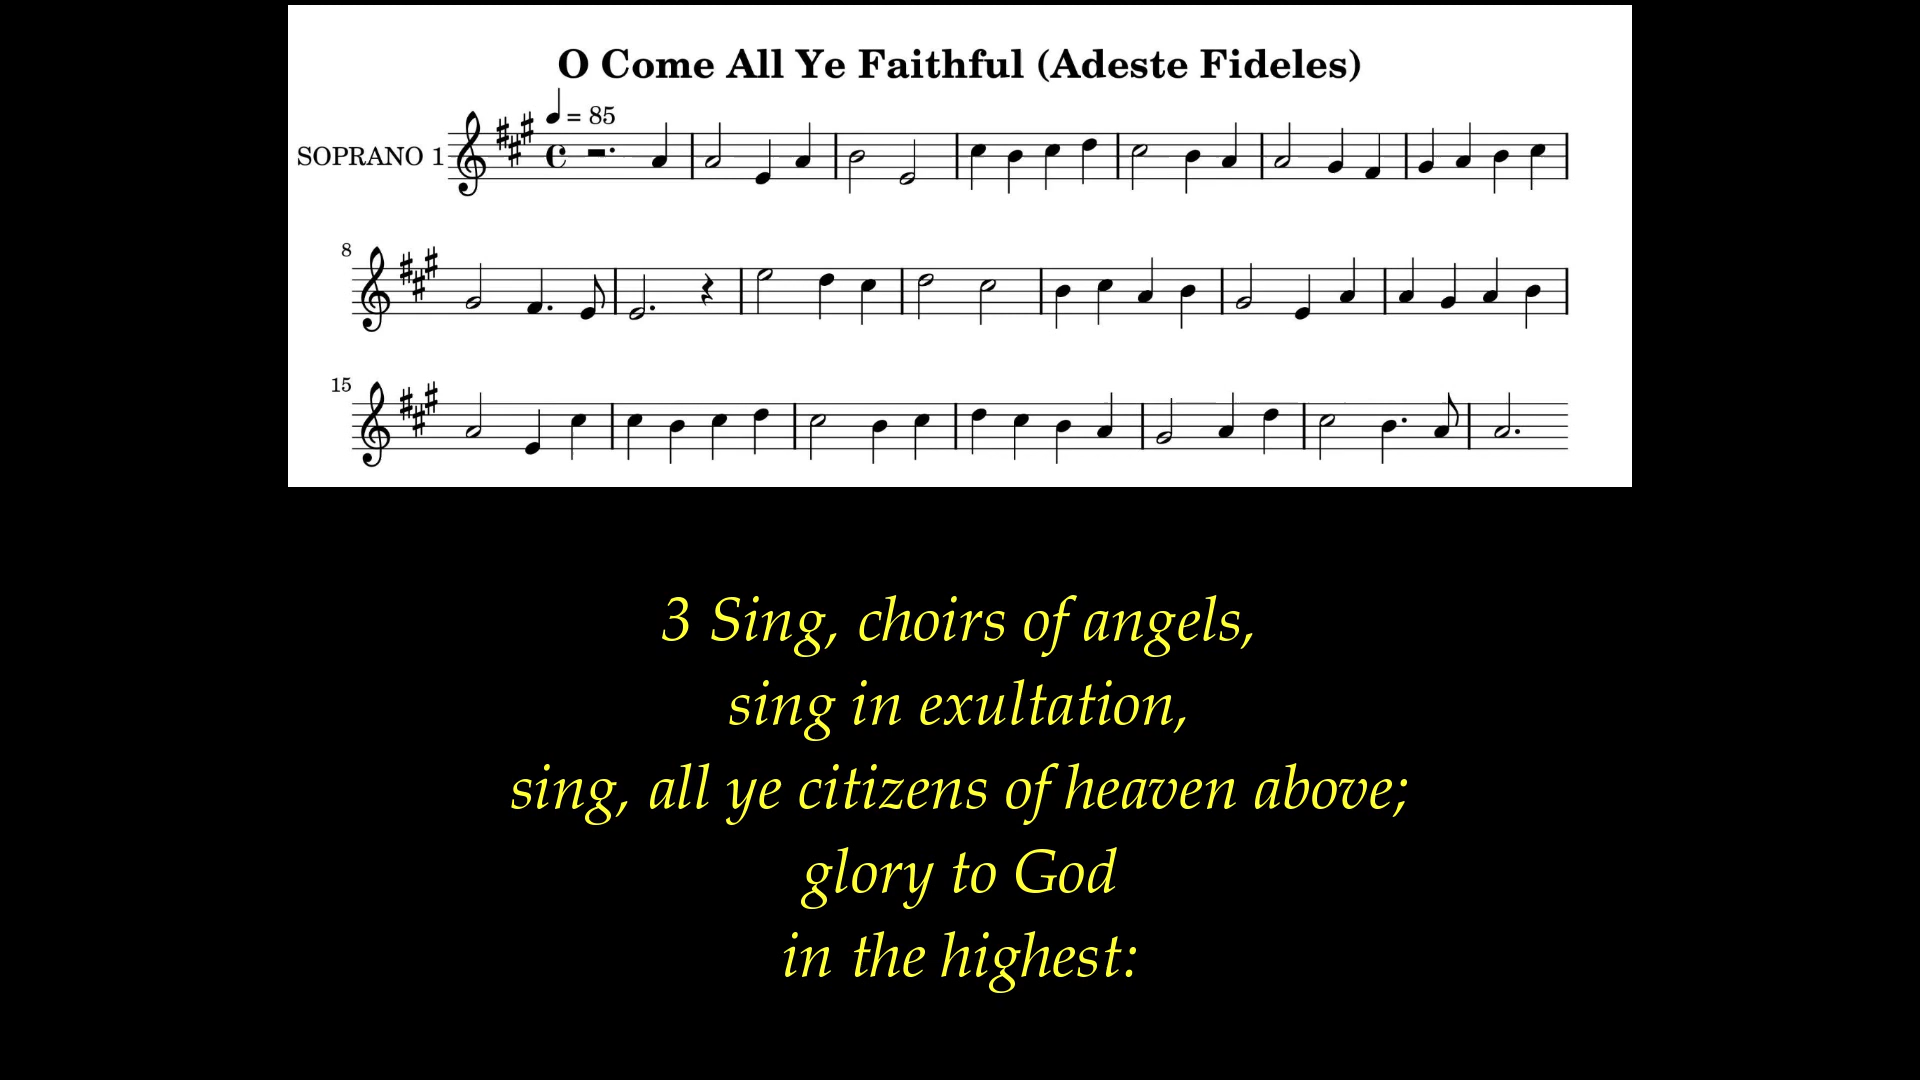 O Come All Ye Faithful (Adeste Fideles)
= 85
SOPRANO 1
8
15
3 Sing, choirs of angels,
sing in exultation,
sing, all ye citizens of heaven above;
glory to God
in the highest: